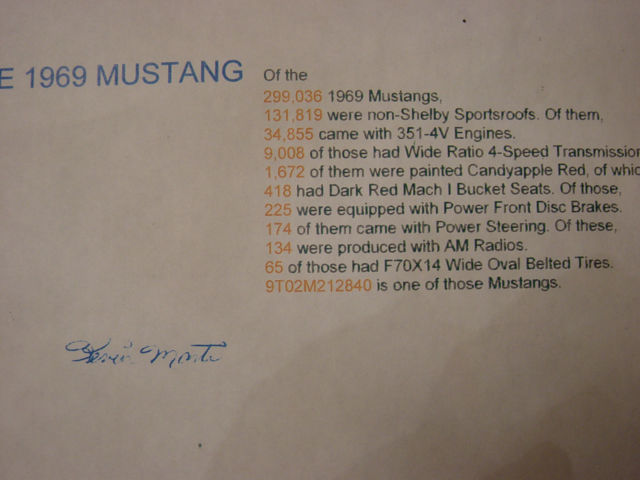 E 1969 MUSTANG
Of the
299,036 1969 Mustangs,
131,819 were non-Shelby Sportsroofs. Of them,
34,855 came with 351-4V Engines.
9,008 of those had Wide Ratio 4-Speed Transmission
1,672 of them were painted Candyapple Red, of whic
418 had Dark Red Mach I Bucket Seats. Of those,
225 were equipped with Power Front Disc Brakes.
174 of them came with Power Steering. Of these,
134 were produced with AM Radios.
65 of those had F70X14 Wide Oval Belted Tires.
9T02M212840 is one of those Mustangs.
Kevin Marti